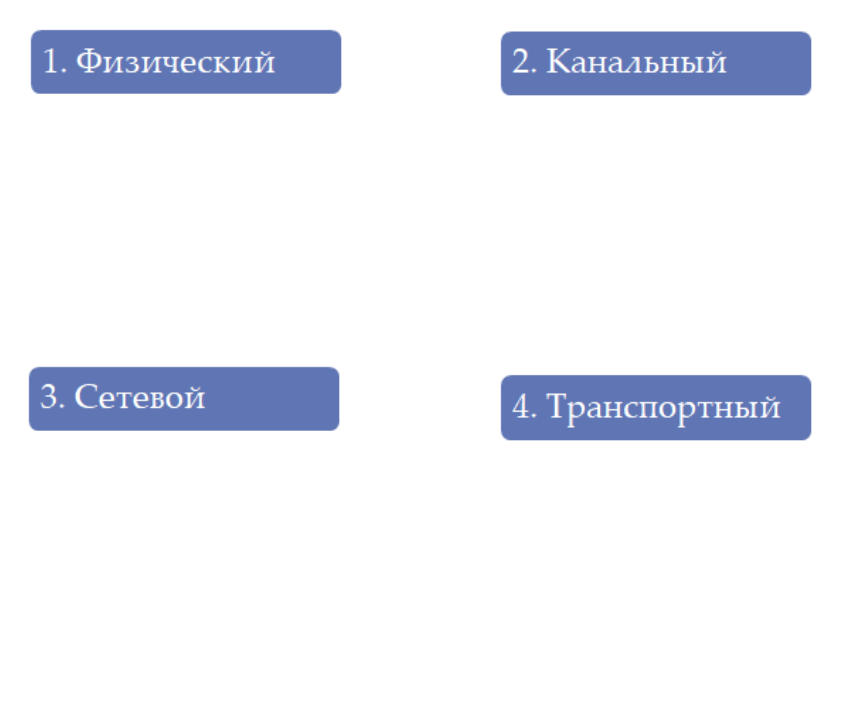 1. Физический
2. Канальный
3. Сетевой
4. Транспортный